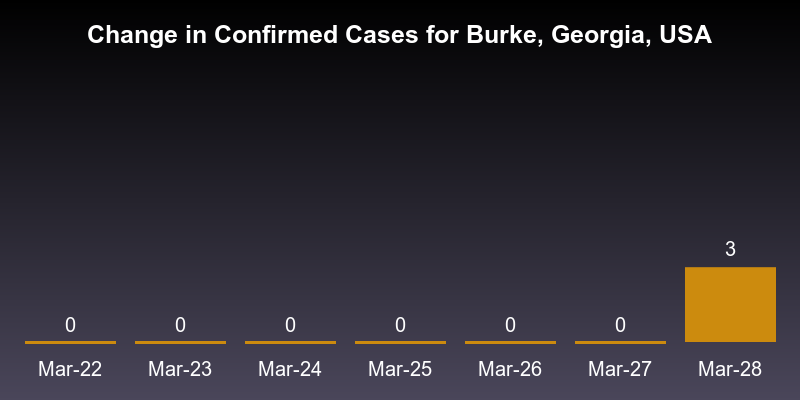 Change in Confirmed Cases for Burke, Georgia, USA
3
0 0 0 0 0 0
Mar-22 Mar-23 Mar-24 Mar-25 Mar-26 Mar-27 Mar-28